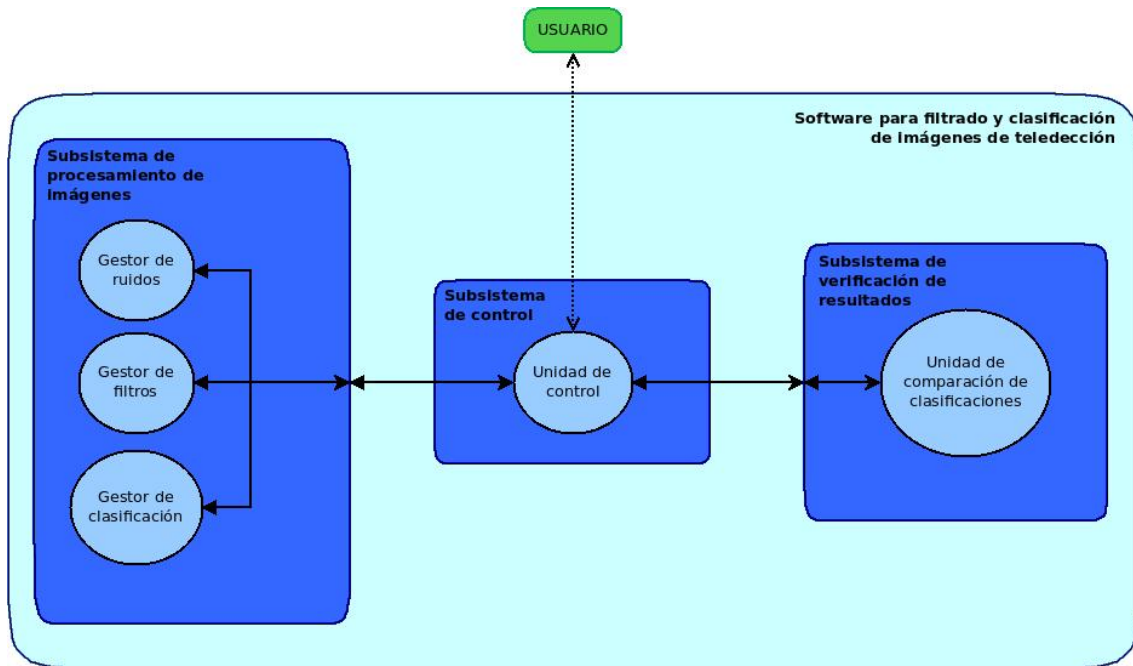 USUARIO
Software para filtrado y clasificación
de imágenes de teledección
Subsistema de
procesamiento de
imágenes
Gestor de
ruidos
Gestor de
filtros
Gestor de
clasificación
Subsistema
de control
Unidad de
control
Subsistema de
verificación de
resultados
Unidad de
comparación de
clasificaciones